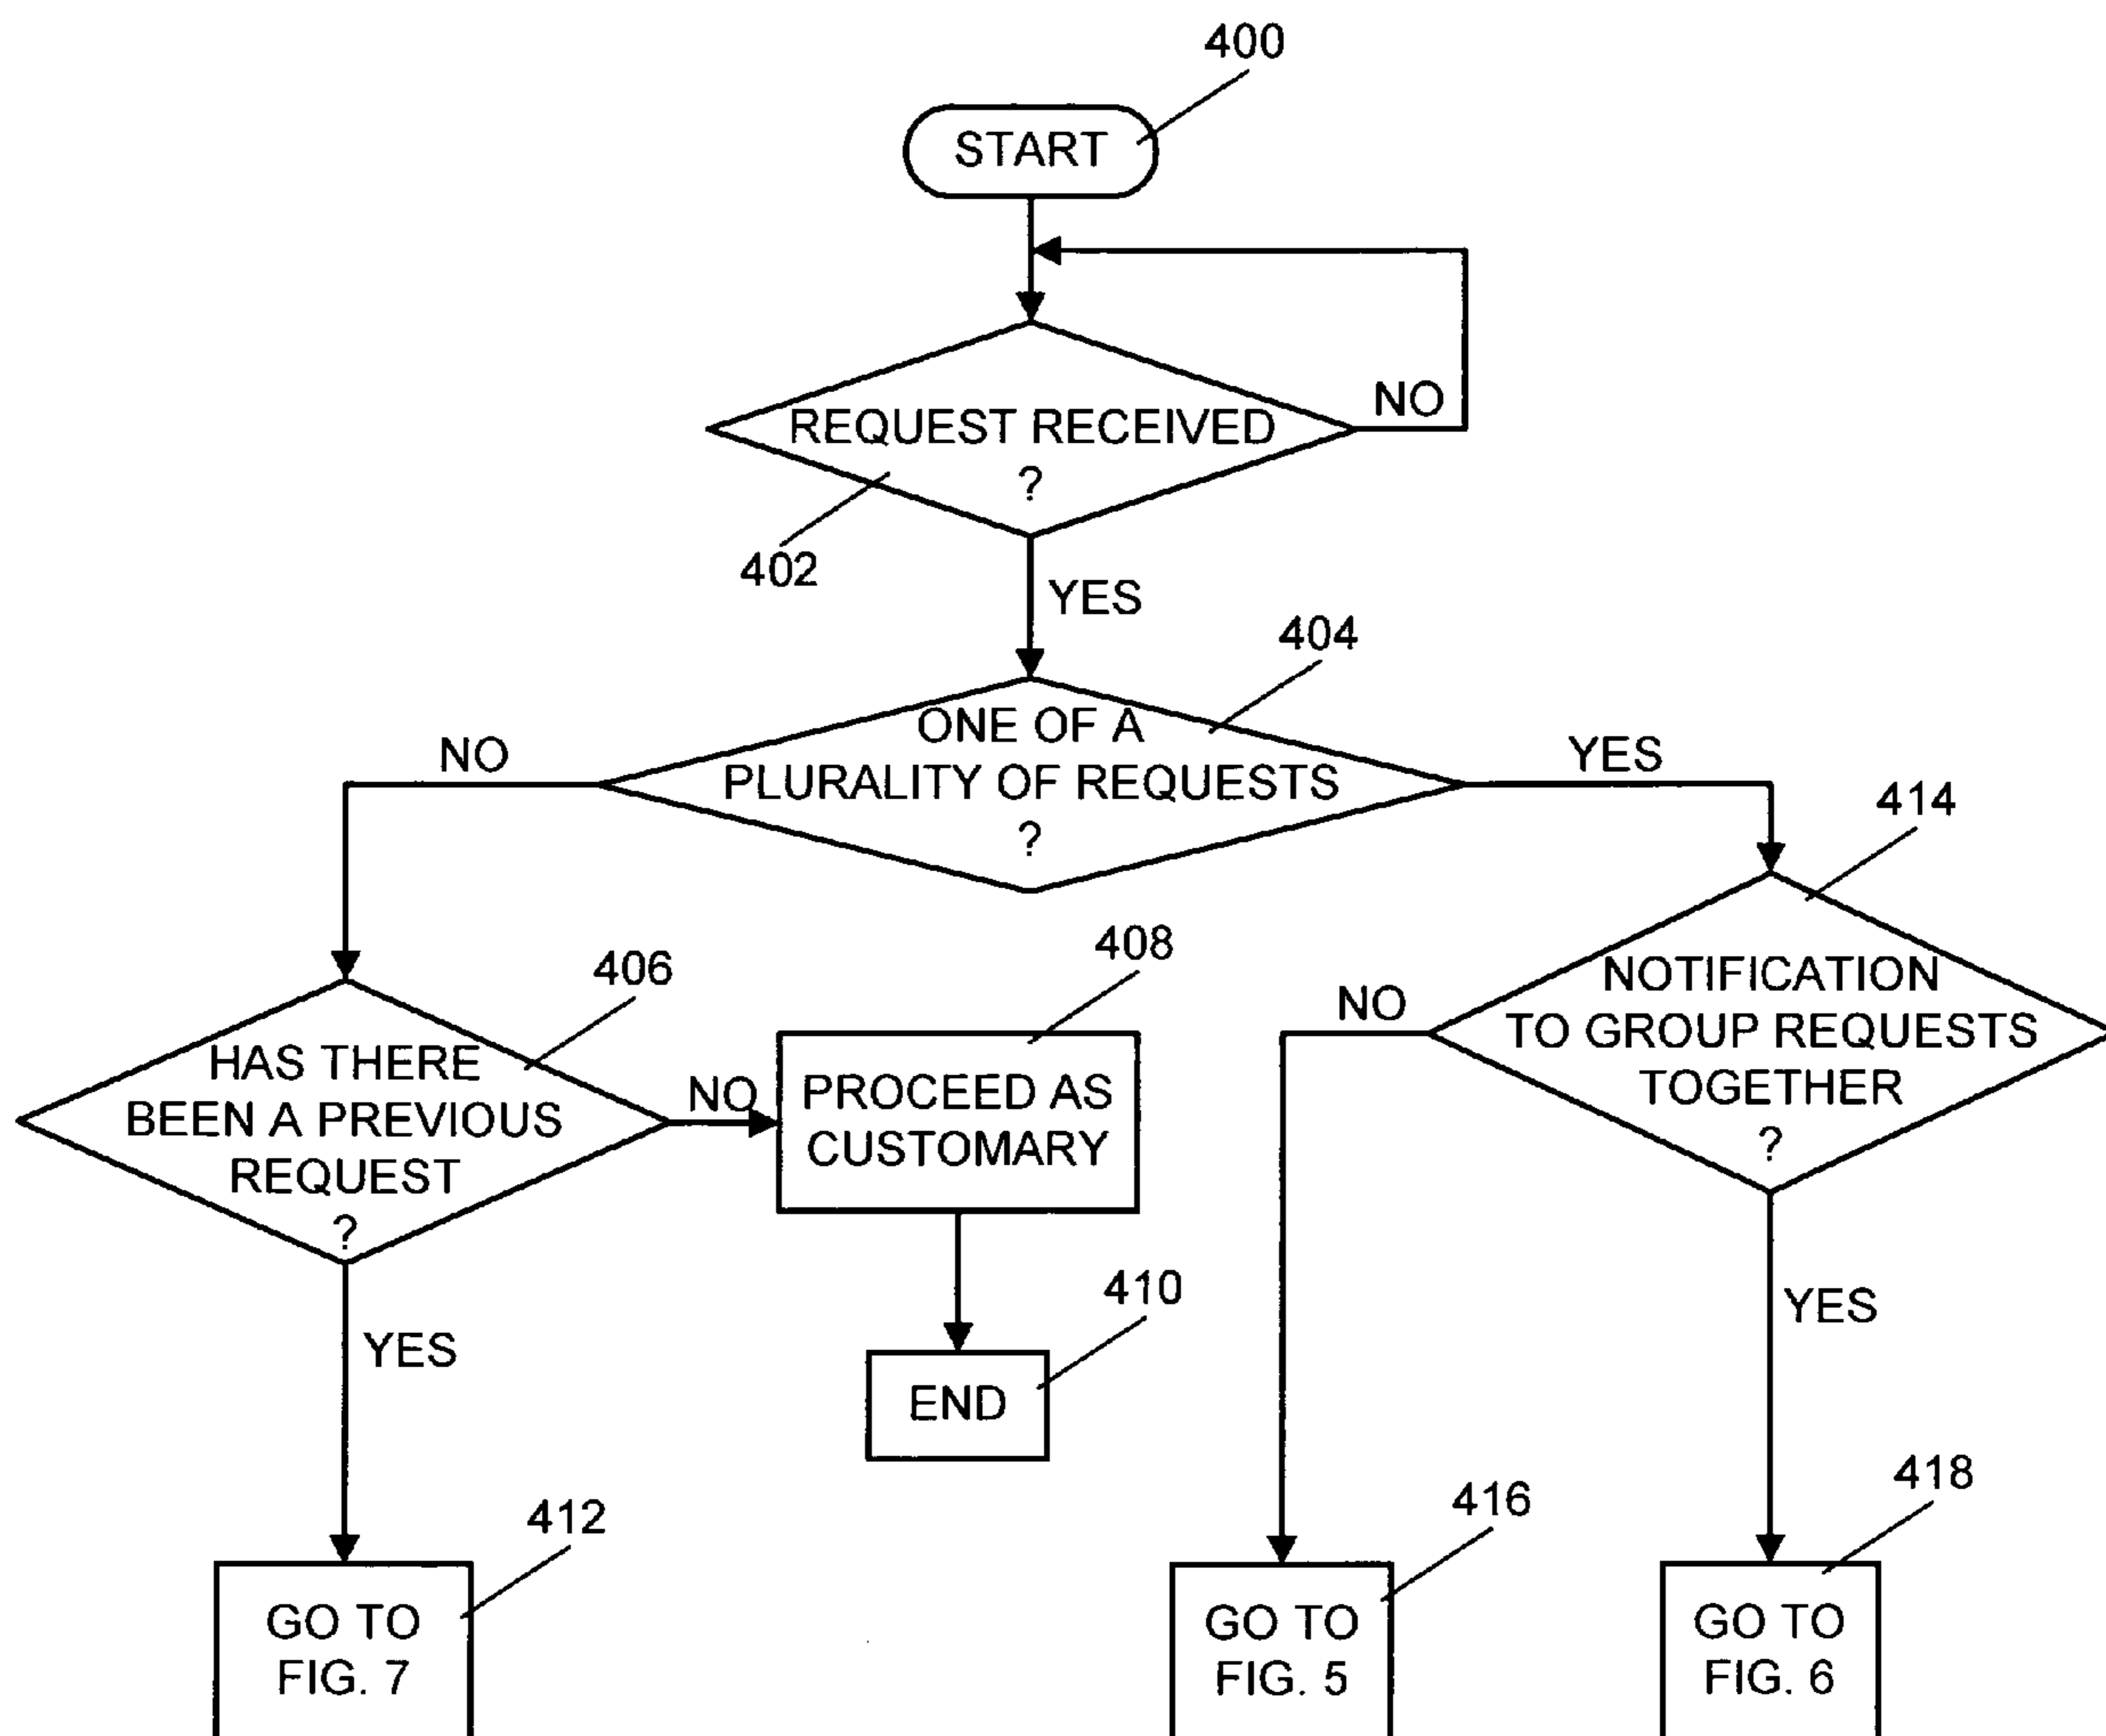 400
START
NO
REQUEST RECEIVED
?
402
YES
404
ONE OF A
PLURALITY OF REQUESTS
?
NO
YES
414
406
408
HAS THERE
BEEN A PREVIOUS
REQUEST
?
NO
PROCEED AS
CUSTOMARY
NO
NOTIFICATION
TO GROUP REQUESTS
TOGETHER
?
410
YES
END
YES
412
416
418
GO TO
FIG. 7
GO TO
FIG. 5
GO TO
FIG. 6